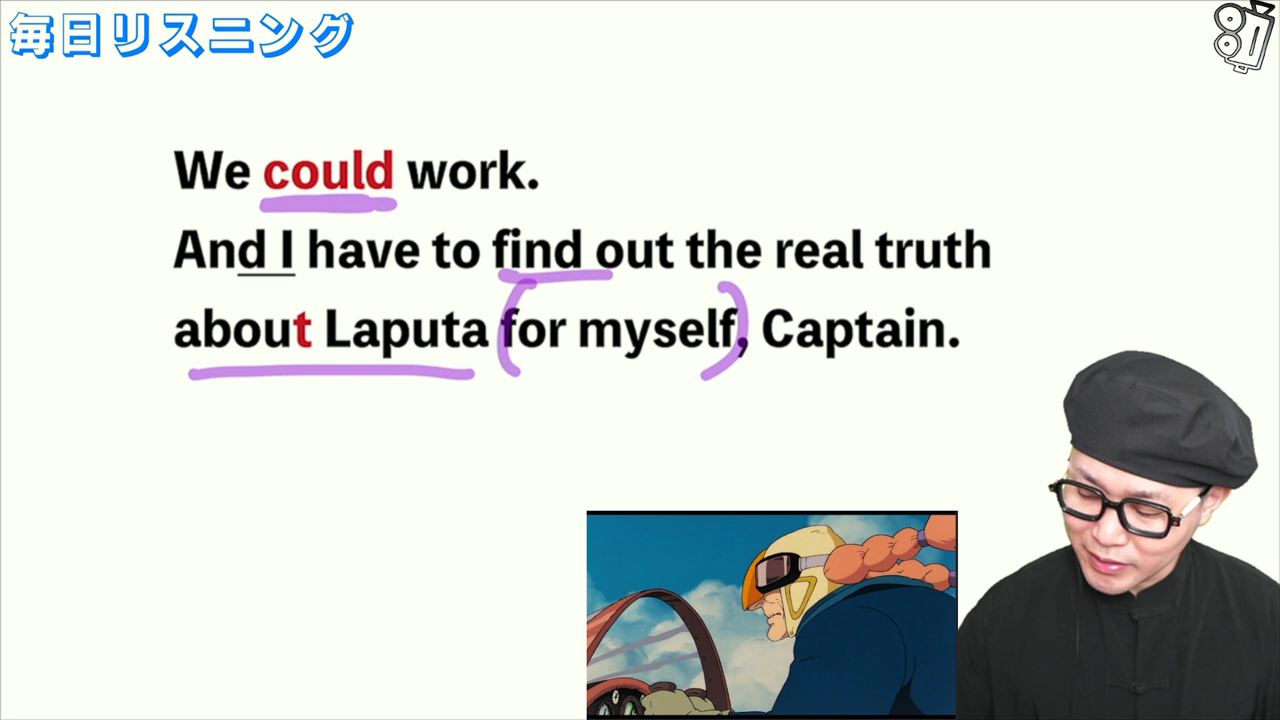 毎日リスニング
We could work.
And I have to find out the real truth
about Laputa for myself, Captain.